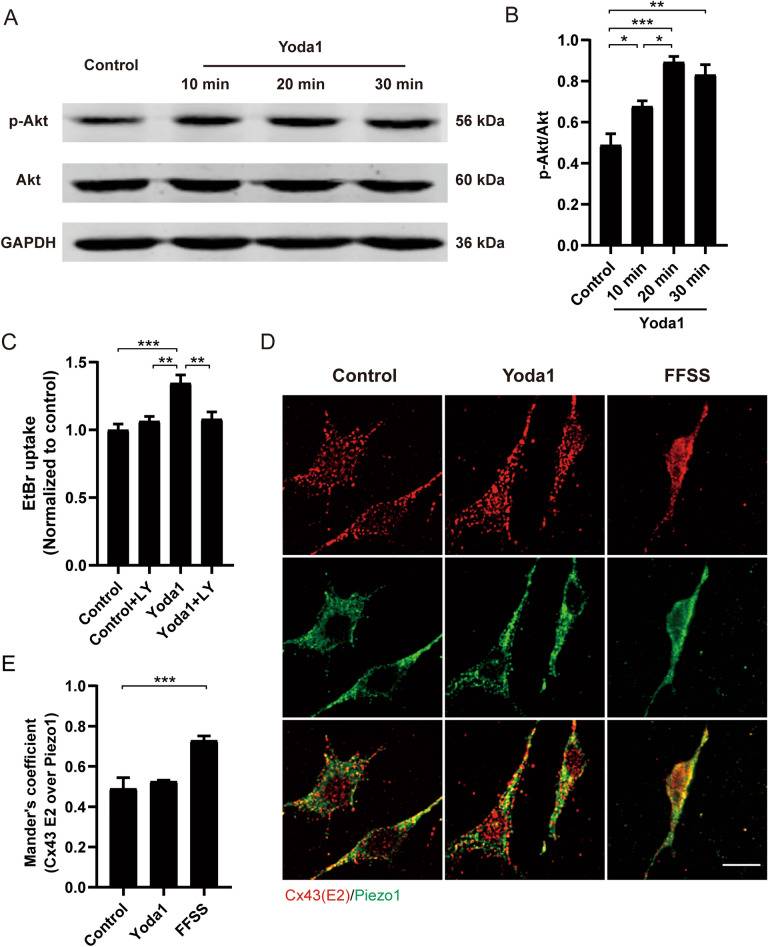 A
Control
Yoda1
10 min
20 min
30 min
p-Akt
56 kDa
Akt
60 kDa
GAPDH
36 kDa
B
**
***
*
*
p-Akt/Akt
1.0
0.8
0.6
0.4
0.2
0.0
Control
10 min
20 min
30 min
Yoda1
C
***
**
**
EtBr uptake
(Normalized to control)
1.5
1.0
0.5
0.0
Control
Control+LY
Yoda1
Yoda1+LY
D
Control
Yoda1
FFSS
Cx43(E2)/Piezo1
E
***
Mander's coefficient
(Cx43 E2 over Piezo1)
1.0
0.8
0.6
0.4
0.2
0.0
Control
Yoda1
FFSS